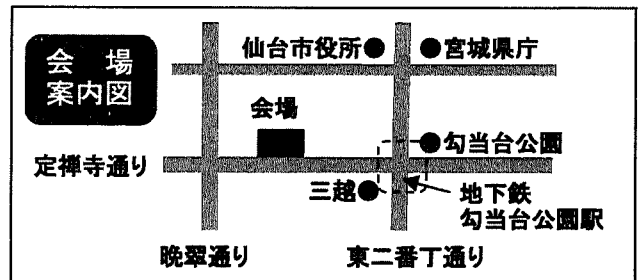 会場
案内図
仙台市役所●
●宮城県庁
会場
●勾当台公園
定禅寺通り
三越●
地下鉄
勾当台公園駅
晩翠通り
東二番丁通り